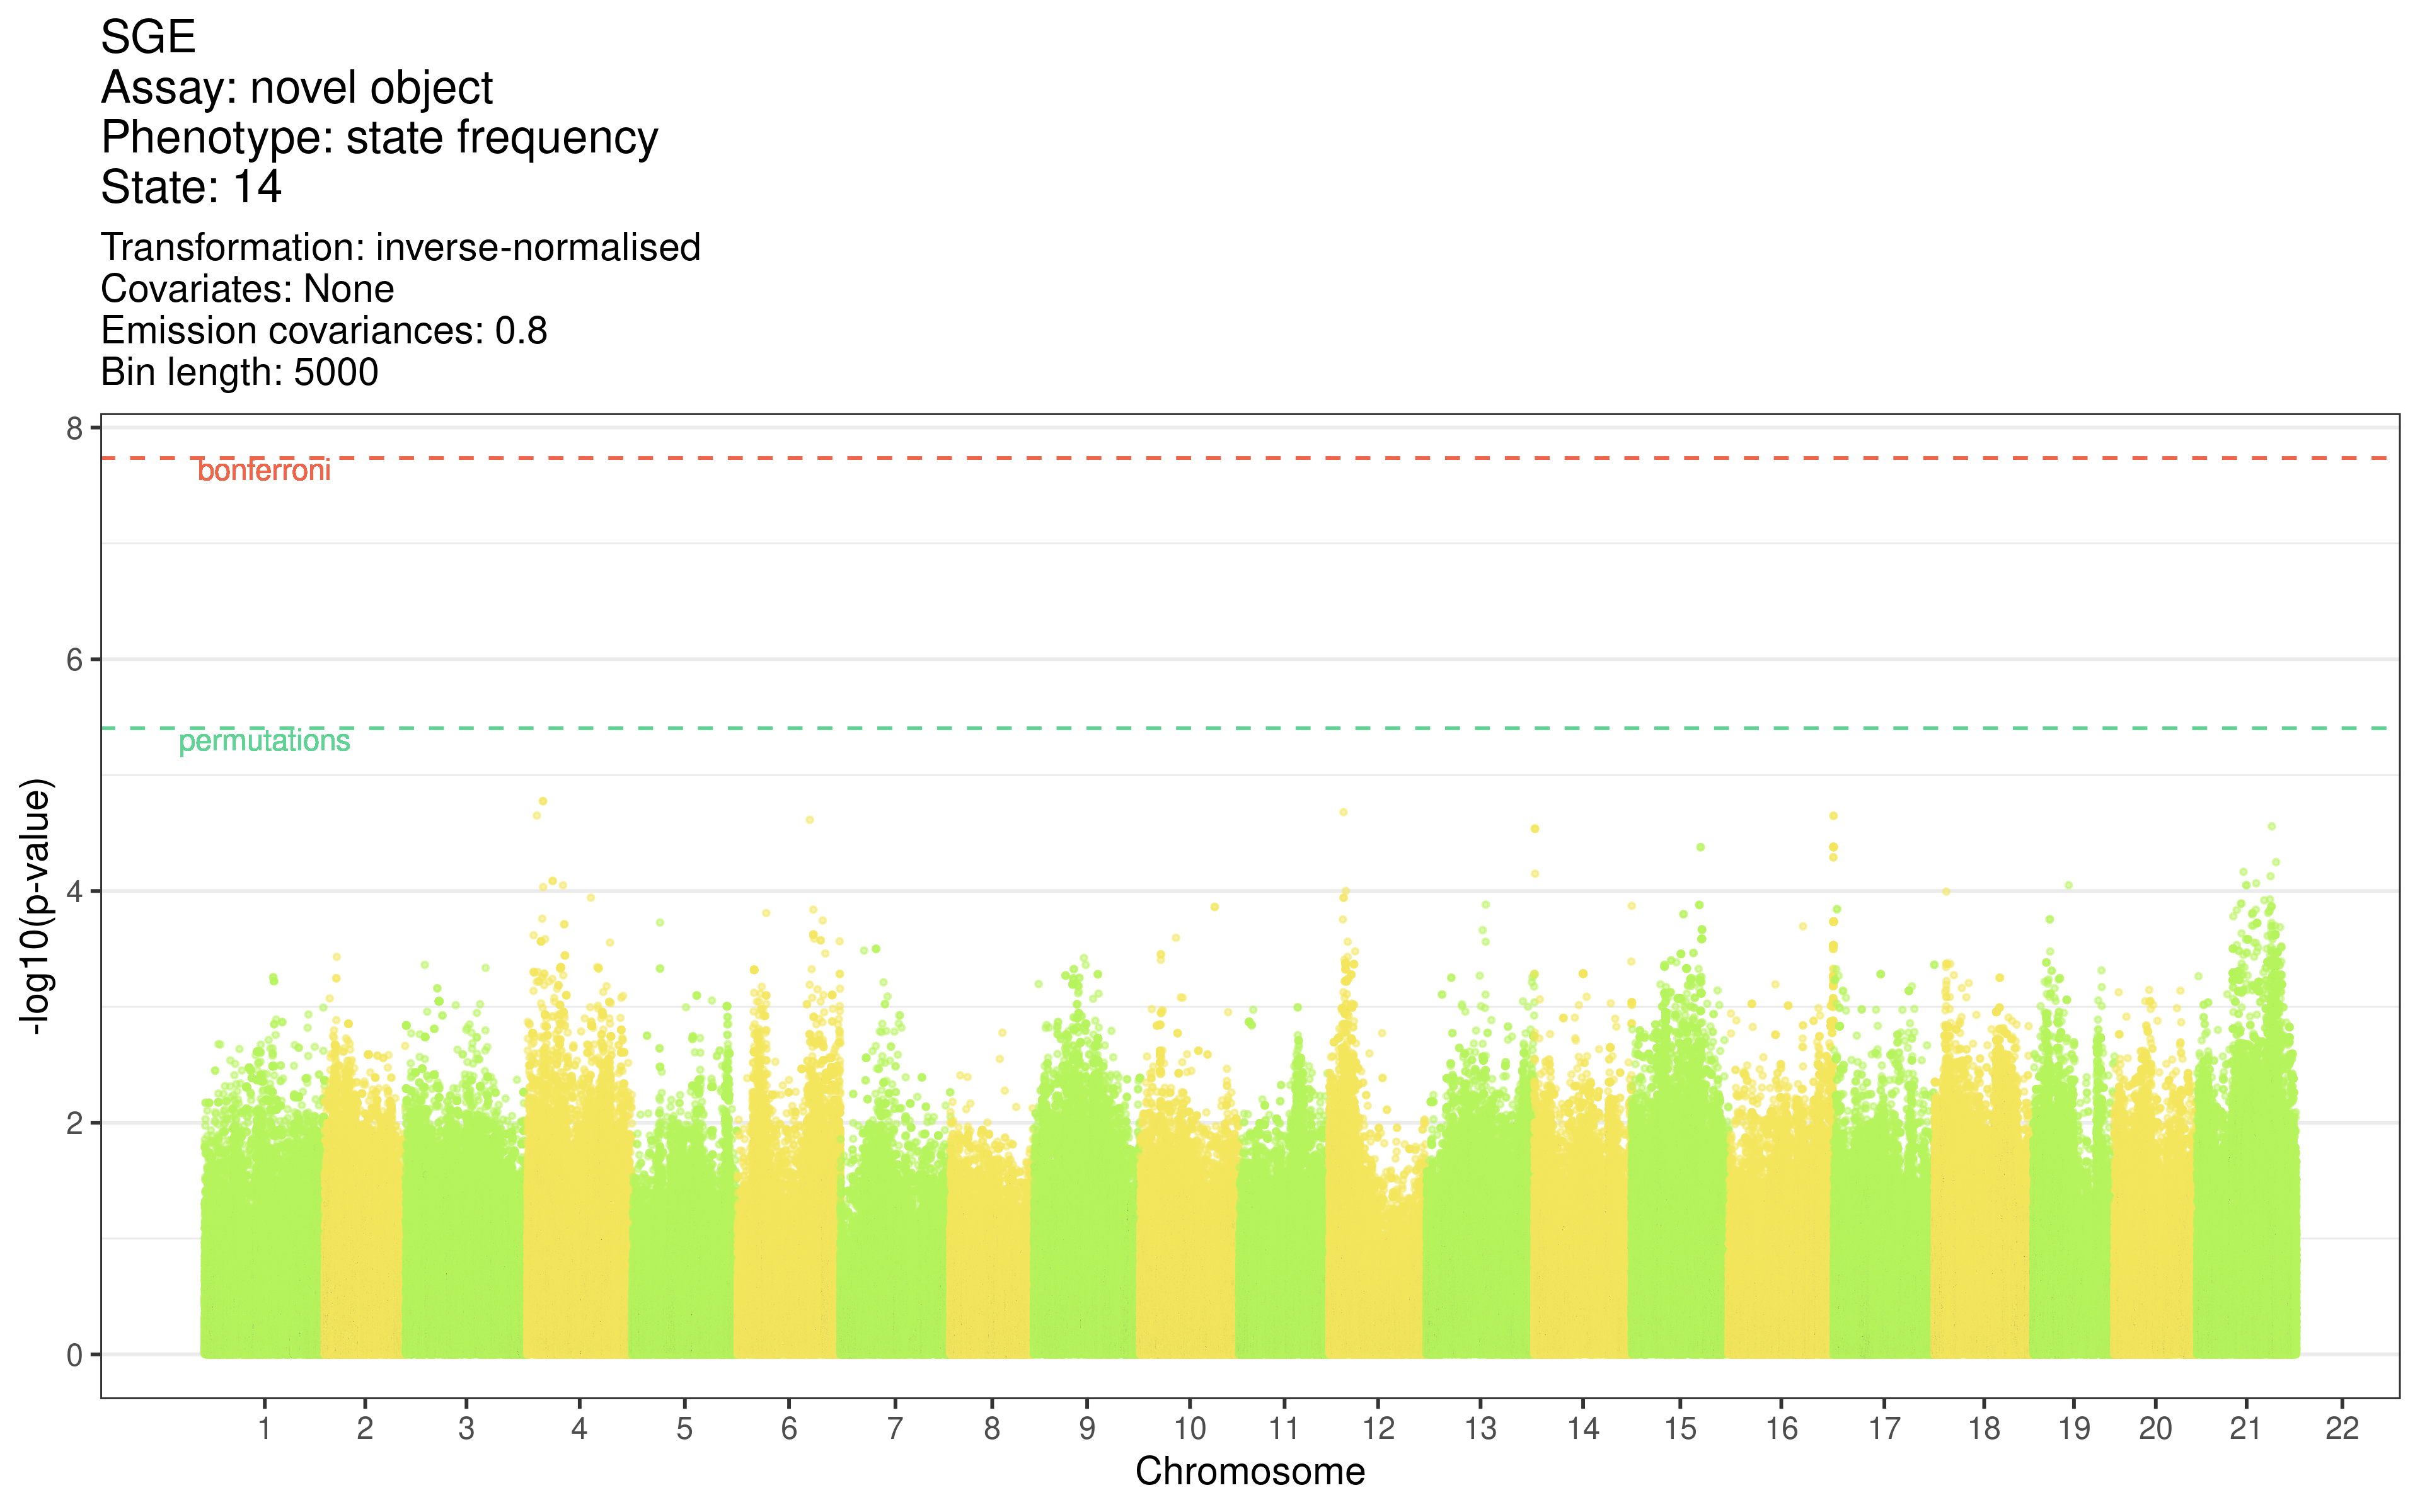 SGE
Assay: novel object
Phenotype: state frequency
State: 14
Transformation: inverse-normalised
Covariates: None
Emission covariances: 0.8
Bin length: 5000
8
bonferroni
6
permutations
4
2
0
-log10(p-value)
1 2 3 4 5 6 7 8 9 10 11 12 13 14 15 16 17 18 19 20 21 22
Chromosome